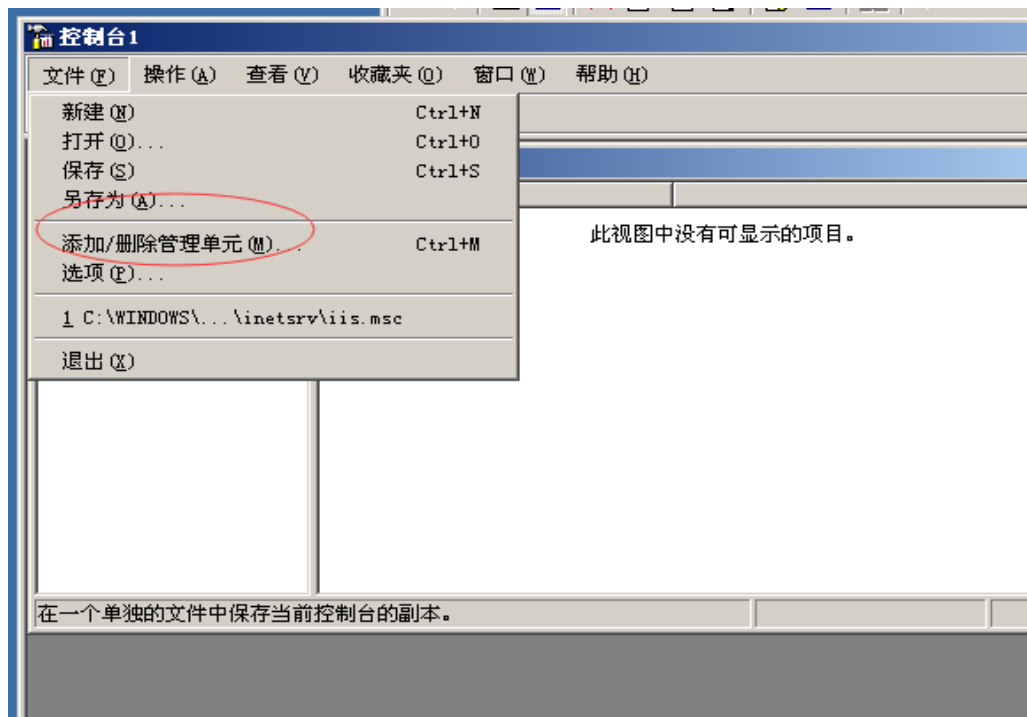 控制台1
文件(F) 操作(A) 查看(V) 收藏夹(O) 窗口(W) 帮助(H)
新建(N) Ctrl+N
打开(O)... Ctrl+O
保存(S) Ctrl+S
另存为(A)...
添加/删除管理单元(M)... Ctrl+M
选项(P)...
1 C:\WINDOWS\...\inetsrv\iis.msc
退出(X)
此视图中没有可显示的项目。
在一个单独的文件中保存当前控制台的副本。